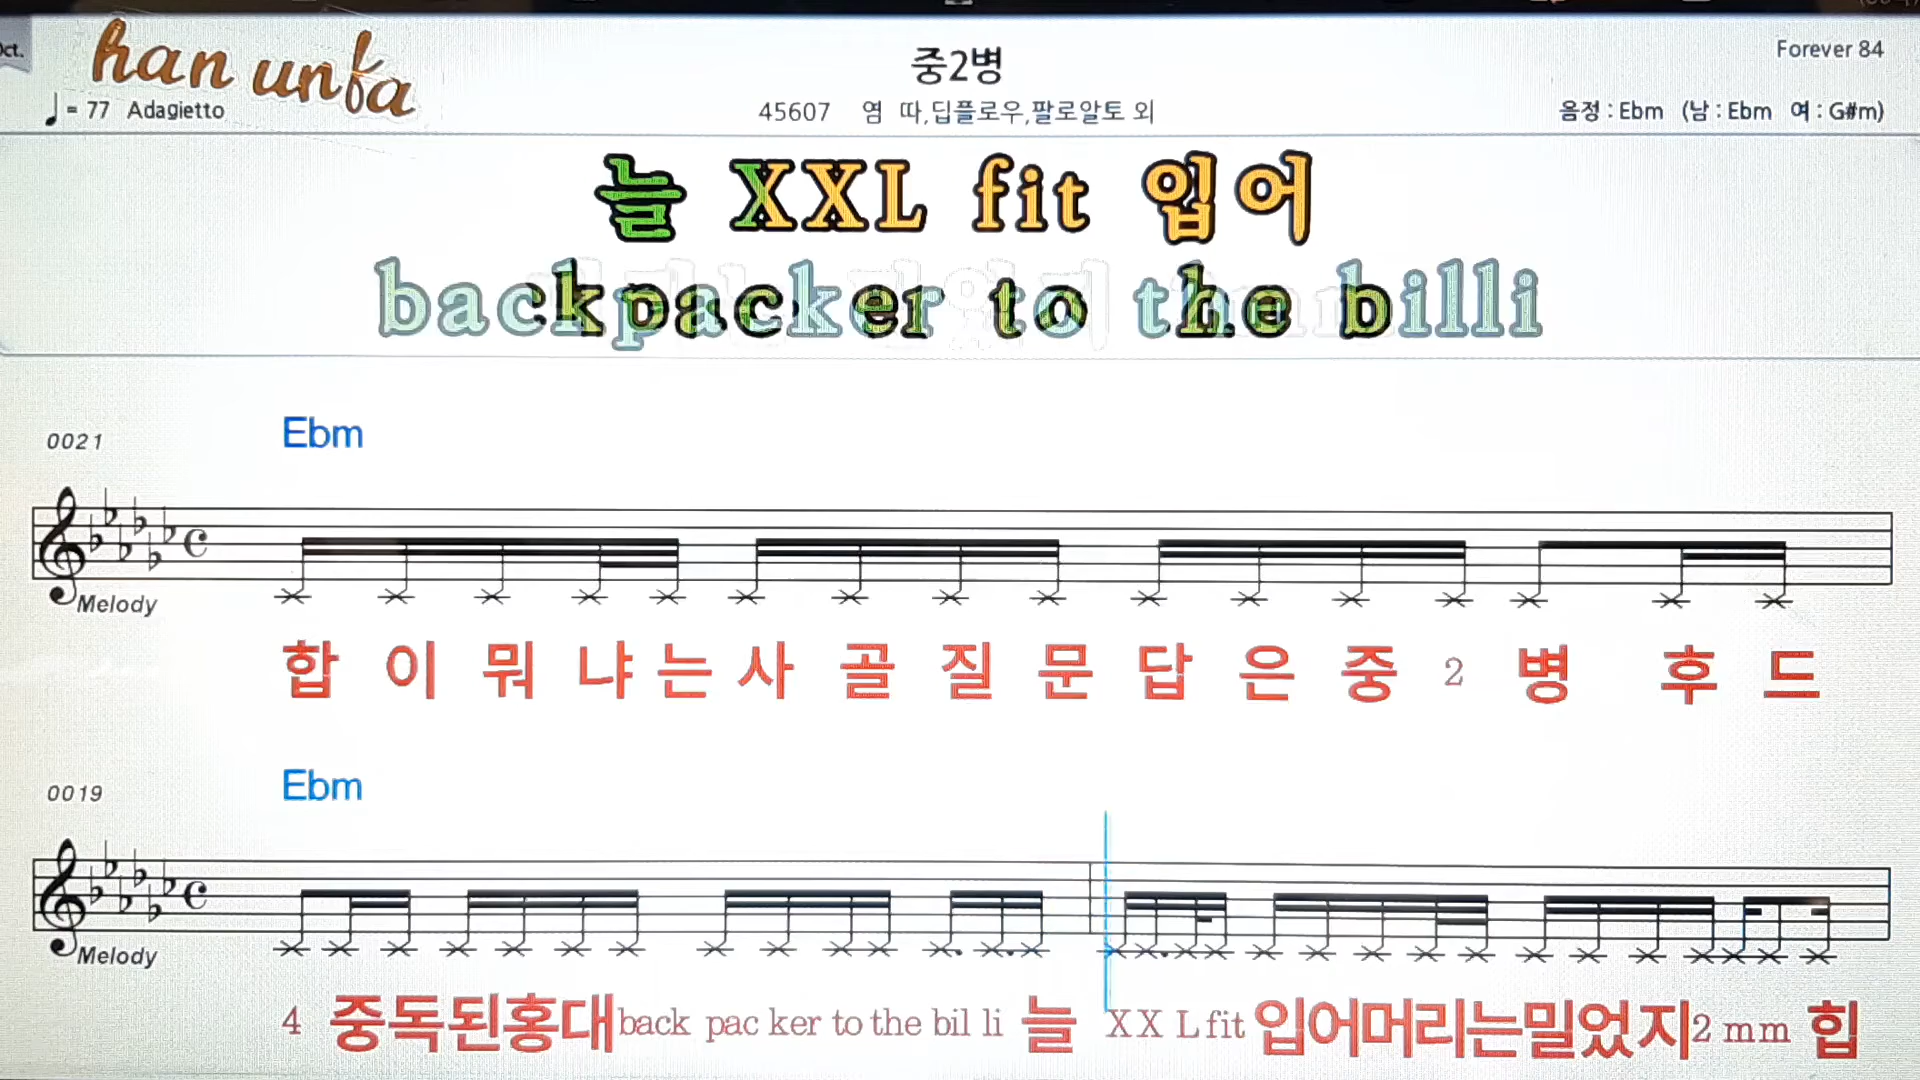 Oct.
han unfa
중2병
Forever 84
= 77 Adagietto
45607 염 따,딥플로우,팔로알토 외
음정 : Ebm (남 : Ebm 여 : G#m)
늘 XXL fit 입어
backpacker to the billi
0021
Ebm
Melody
합 이 뭐 냐 는 사 골 질 문 답 은 중 2 병 후 드
0019
Ebm
Melody
4 중독된홍대back pac ker to the bil li 늘 XX L fit 입어머리는밀었지2 mm 힙